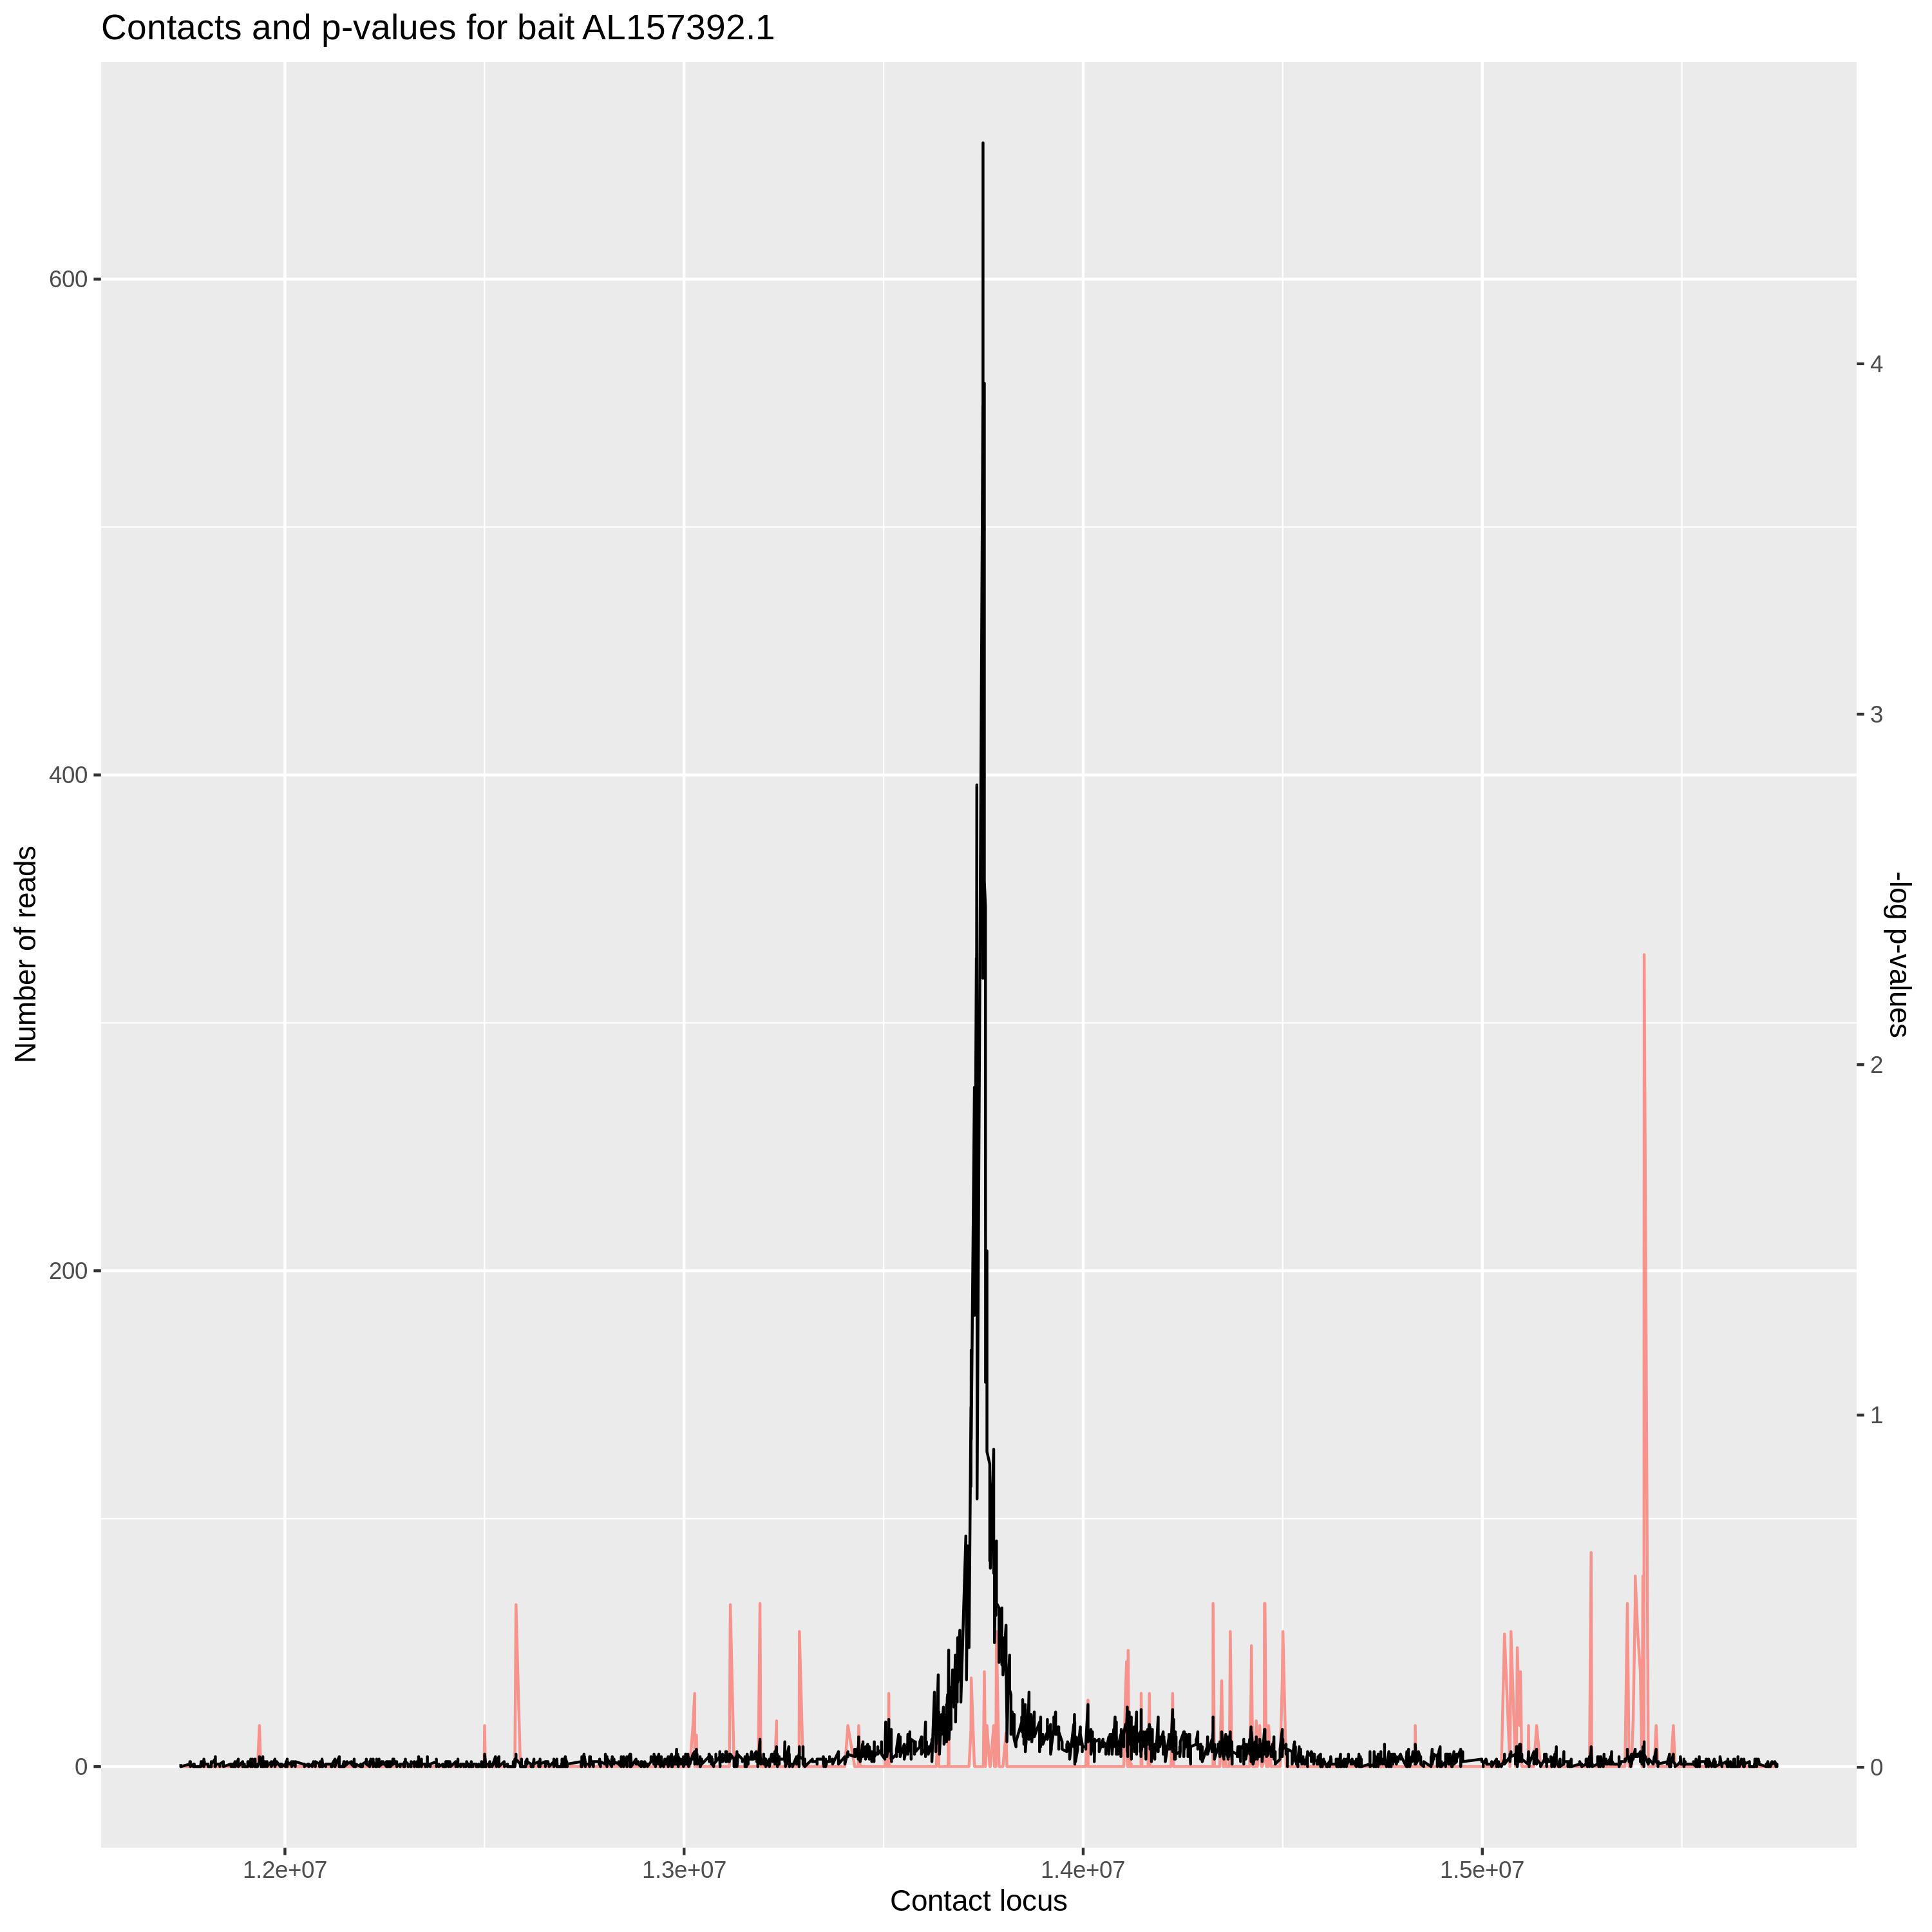 Contacts and p-values for bait AL157392.1
600
400
200
0
Number of reads
4
3
2
1
0
-log p-values
1.2e+07
1.3e+07
1.4e+07
1.5e+07
Contact locus